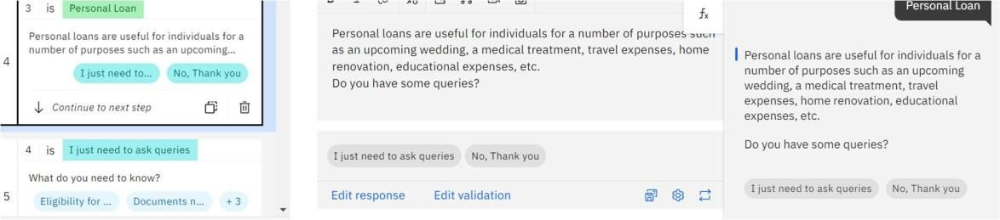 3 is Personal Loan
Personal loans are useful for individuals for a
number of purposes such as an upcoming...
4
I just need to... No, Thank you
Continue to next step
4 is I just need to ask queries
What do you need to know?
5
Eligibility for ... Documents n... + 3
fx
Personal loans are useful for individuals for a number of purposes such
as an upcoming wedding, a medical treatment, travel expenses, home
renovation, educational expenses, etc.
Do you have some queries?
I just need to ask queries No, Thank you
Edit response Edit validation
Personal Loan
Personal loans are useful for individuals for a
number of purposes such as an upcoming
wedding, a medical treatment, travel
expenses, home renovation, educational
expenses, etc.
Do you have some queries?
I just need to ask queries No, Thank you